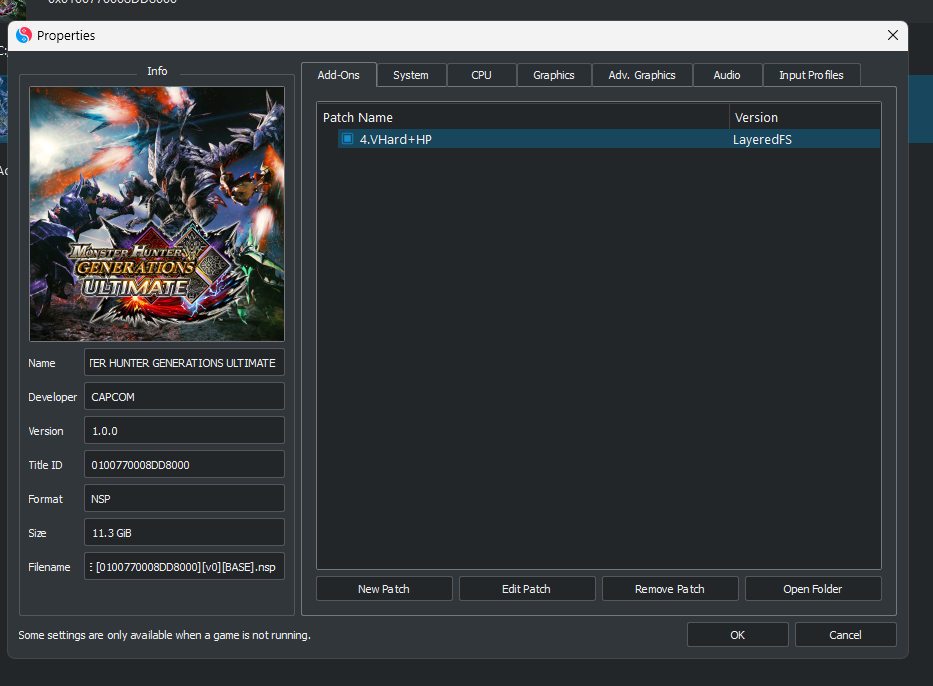 0x0100770008DD8000
Properties
Info
MONSTER HUNTER
GENERATIONS
ULTIMATE
Name
TER HUNTER GENERATIONS ULTIMATE
Developer
CAPCOM
Version
1.0.0
Title ID
0100770008DD8000
Format
NSP
Size
11.3 GiB
Filename
[0100770008DD8000][v0][BASE].nsp
Add-Ons
System
CPU
Graphics
Adv. Graphics
Audio
Input Profiles
Patch Name
Version
4.VHard+HP
LayeredFS
New Patch
Edit Patch
Remove Patch
Open Folder
Some settings are only available when a game is not running.
OK
Cancel